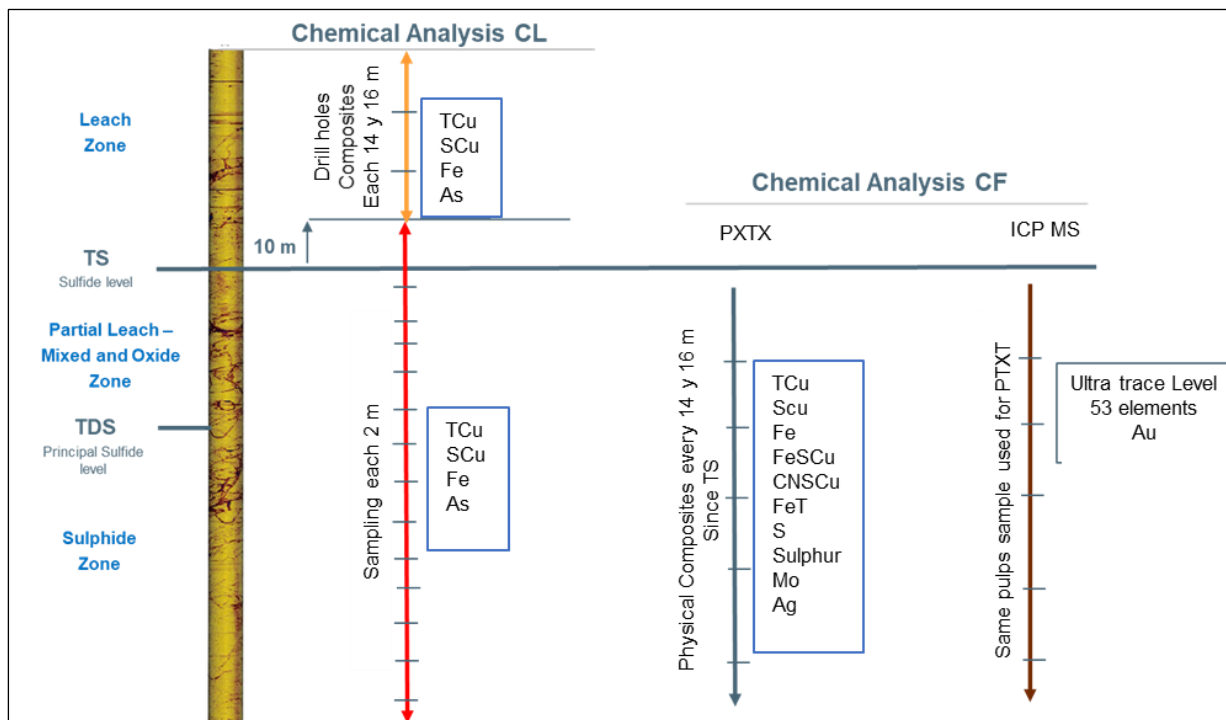 Chemical Analysis CL
Leach
Zone
Drill holes
Composites
Each 14 y 16 m
TCu
SCu
Fe
As
10 m
TS
Sulfide level
Partial Leach –
Mixed and Oxide
Zone
TDS
Principal Sulfide
level
Sulphide
Zone
Sampling each 2 m
TCu
SCu
Fe
As
Chemical Analysis CF
PXTX
ICP MS
Physical Composites every 14 y 16 m
Since TS
TCu
Scu
Fe
FeSCu
CNSCu
FeT
S
Sulphur
Mo
Ag
Same pulps sample used for PTXT
Ultra trace Level
53 elements
Au